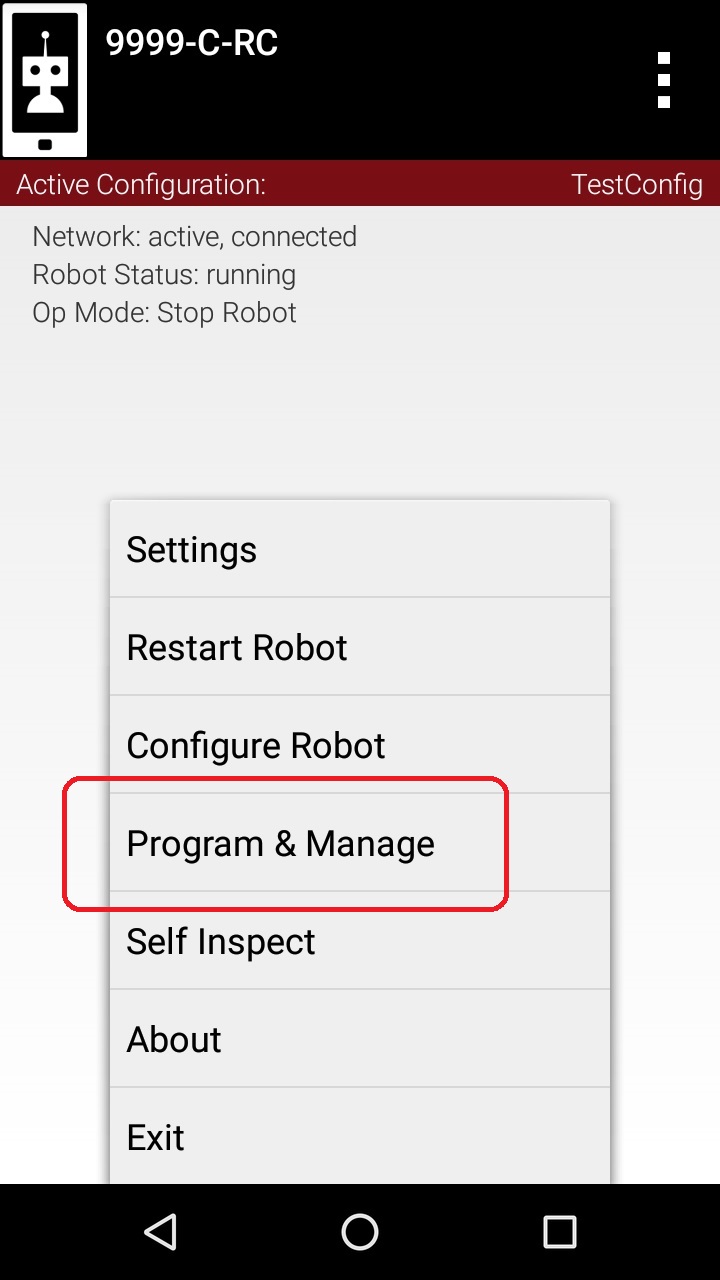 9999-C-RC
Active Configuration: TestConfig
Network: active, connected
Robot Status: running
Op Mode: Stop Robot
Settings
Restart Robot
Configure Robot
Program & Manage
Self Inspect
About
Exit